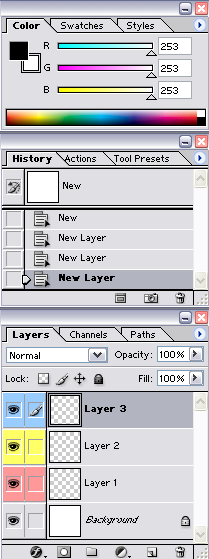 Color Swatches Styles
R 253
G 253
B 253
History Actions Tool Presets
New
New
New Layer
New Layer
New Layer
Layers Channels Paths
Normal Opacity: 100%
Lock: Fill: 100%
Layer 3
Layer 2
Layer 1
Background